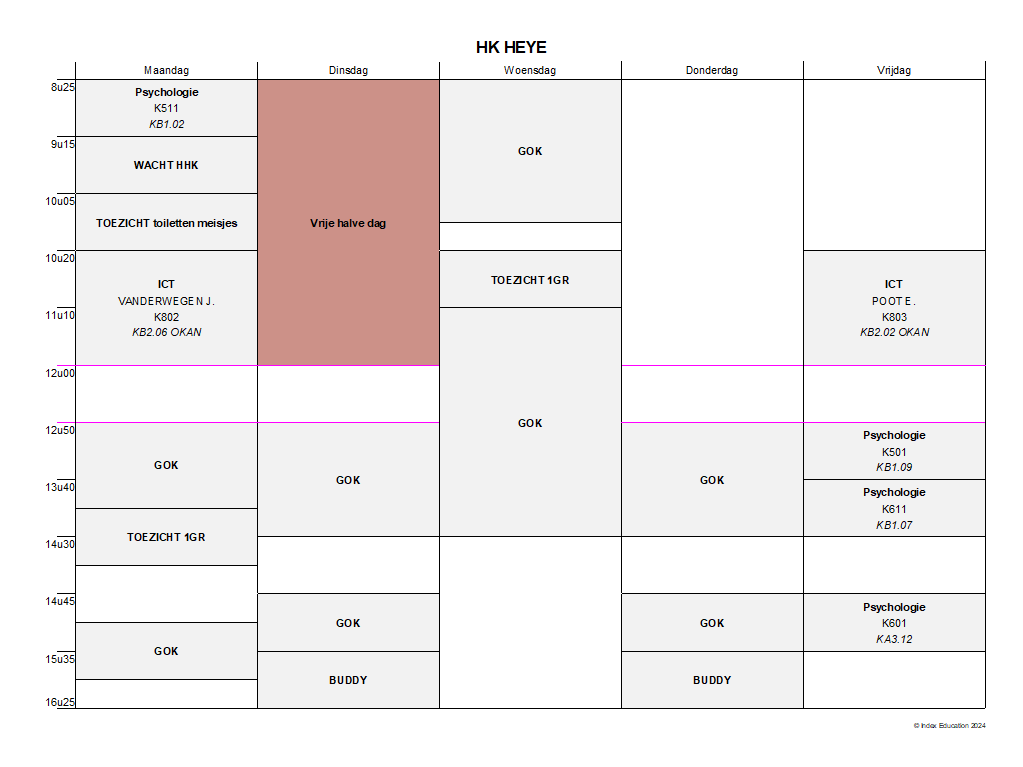 HK HEYE
Maandag
Dinsdag
Woensdag
Donderdag
Vrijdag
8u25
9u15
10u05
10u20
11u10
12u00
12u50
13u40
14u30
14u45
15u35
16u25
Psychologie
K511
KB1.02
WACHT HHK
TOEZICHT toiletten meisjes
ICT
VANDERWEGEN J.
K802
KB2.06 OKAN
GOK
TOEZICHT 1GR
GOK
Vrije halve dag
GOK
GOK
BUDDY
GOK
TOEZICHT 1GR
GOK
GOK
GOK
BUDDY
ICT
POOT E.
K803
KB2.02 OKAN
Psychologie
K501
KB1.09
Psychologie
K611
KB1.07
Psychologie
K601
KA3.12
© Index Education 2024